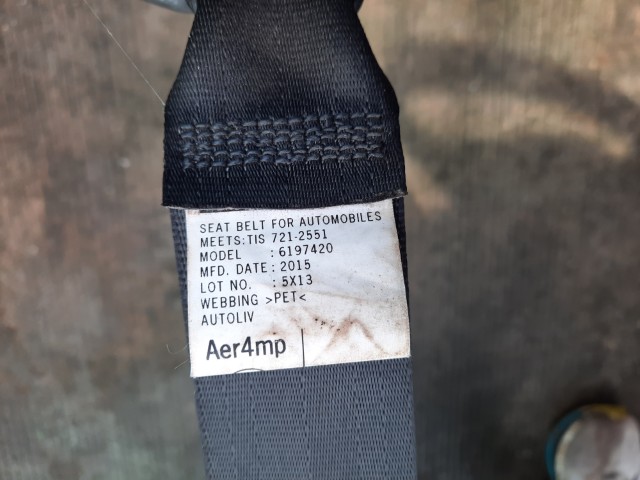 SEAT BELT FOR AUTOMOBILES
MEETS:TIS 721-2551
MODEL : 6197420
MFD. DATE : 2015
LOT NO. : 5X13
WEBBING >PET<
AUTOLIV
Aer4mp